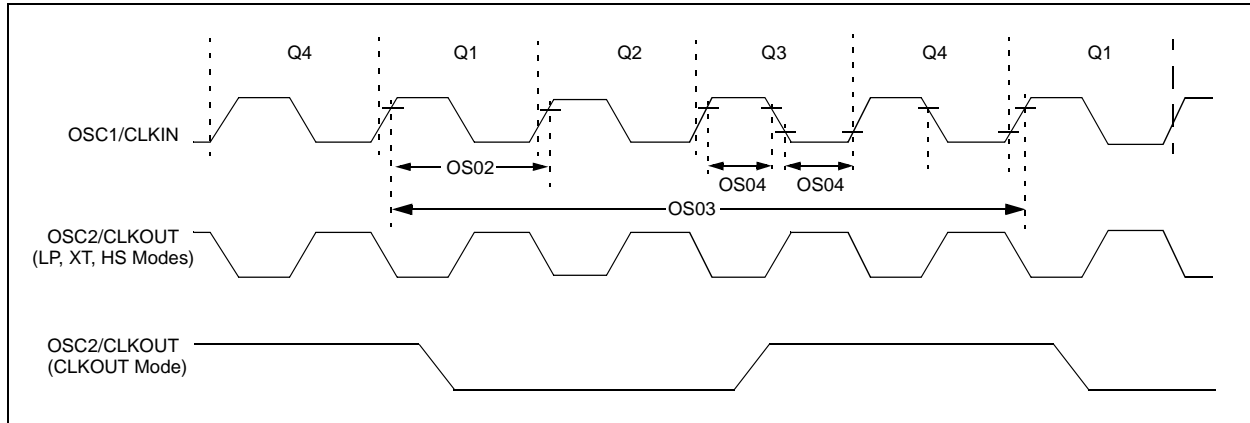 Q4 Q1 Q2 Q3 Q4 Q1
OSC1/CLKIN
OS02
OS04 OS04
OS03
OSC2/CLKOUT
(LP, XT, HS Modes)
OSC2/CLKOUT
(CLKOUT Mode)